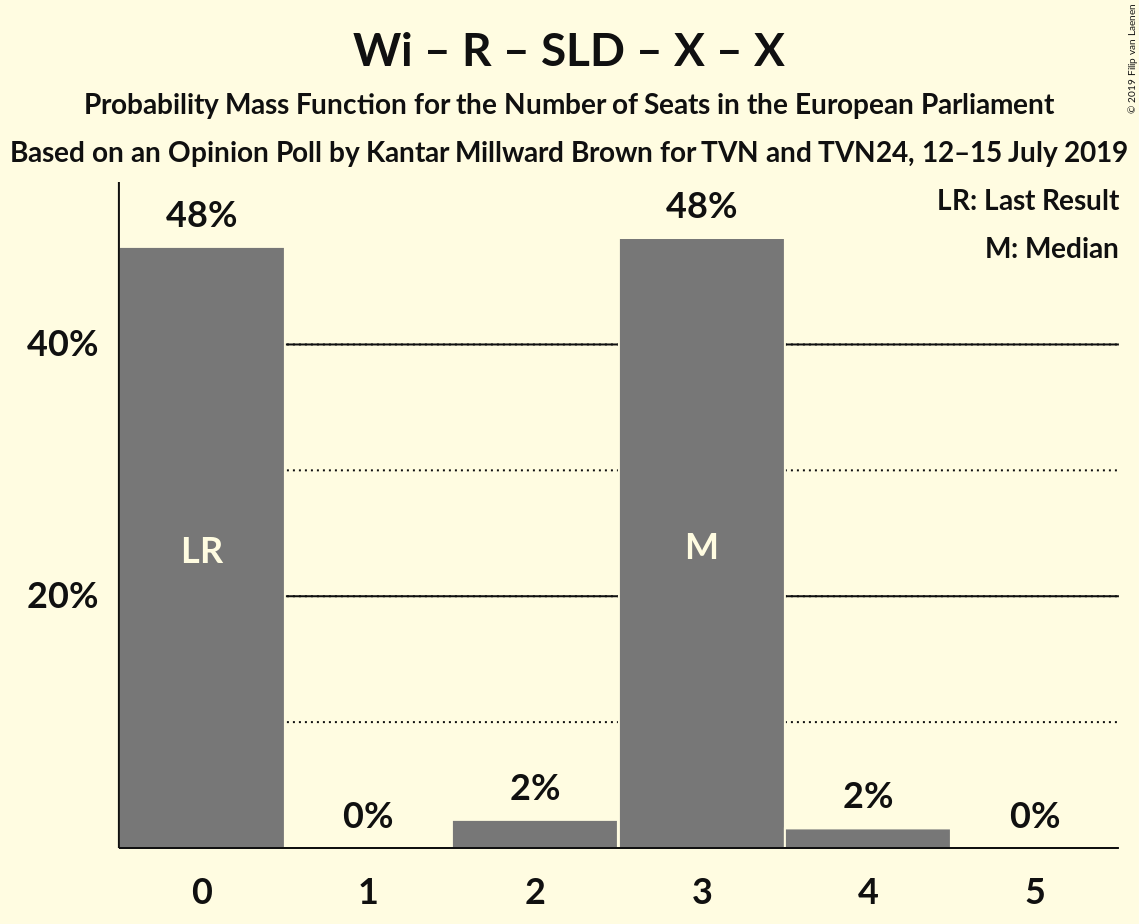 Wi – R – SLD – X – X
Probability Mass Function for the Number of Seats in the European Parliament
Based on an Opinion Poll by Kantar Millward Brown for TVN and TVN24, 12–15 July 2019
© 2019 Filip van Laenen
LR: Last Result
M: Median
48%
48%
40%
LR
M
20%
2%
2%
0%
0%
0 1 2 3 4 5